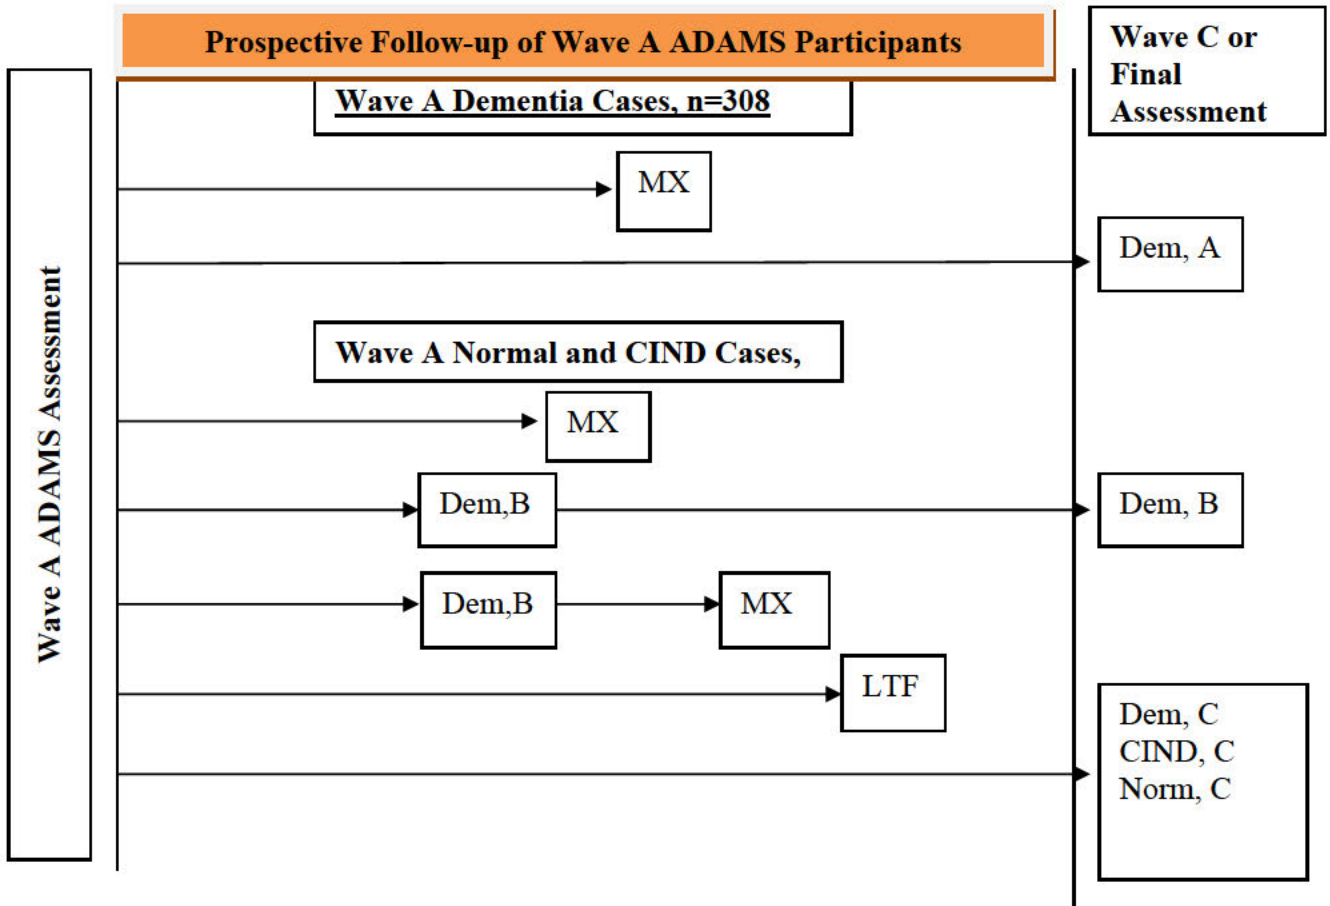 Prospective Follow-up of Wave A ADAMS Participants
Wave C or
Final
Assessment
Wave A ADAMS Assessment
Wave A Dementia Cases, n=308
MX
Dem, A
Wave A Normal and CIND Cases,
MX
Dem,B
Dem, B
Dem,B
MX
LTF
Dem, C
CIND, C
Norm, C